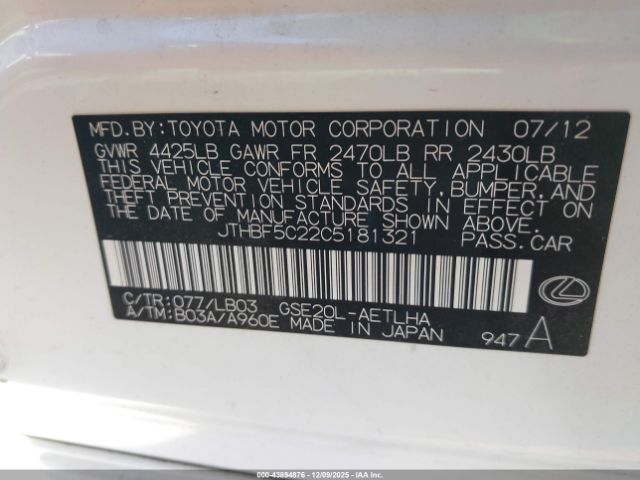 MFD.BY:TOYOTA MOTOR CORPORATION 07/12
GVWR 4425LB GAWR FR 2470LB RR 2430LB
THIS VEHICLE CONFORMS TO ALL APPLICABLE
FEDERAL MOTOR VEHICLE SAFETY,BUMPER,AND
THEFT PREVENTION STANDARDS IN EFFECT ON
THE DATE OF MANUFACTURE SHOWN ABOVE.
JTHBF5C22C5181321 PASS.CAR
C/TR:077/LB03 GSE20L-AETLHA
A/TM:B03A/A960E MADE IN JAPAN 947A
000-43894876 - 12/09/2025 - IAAI.COM